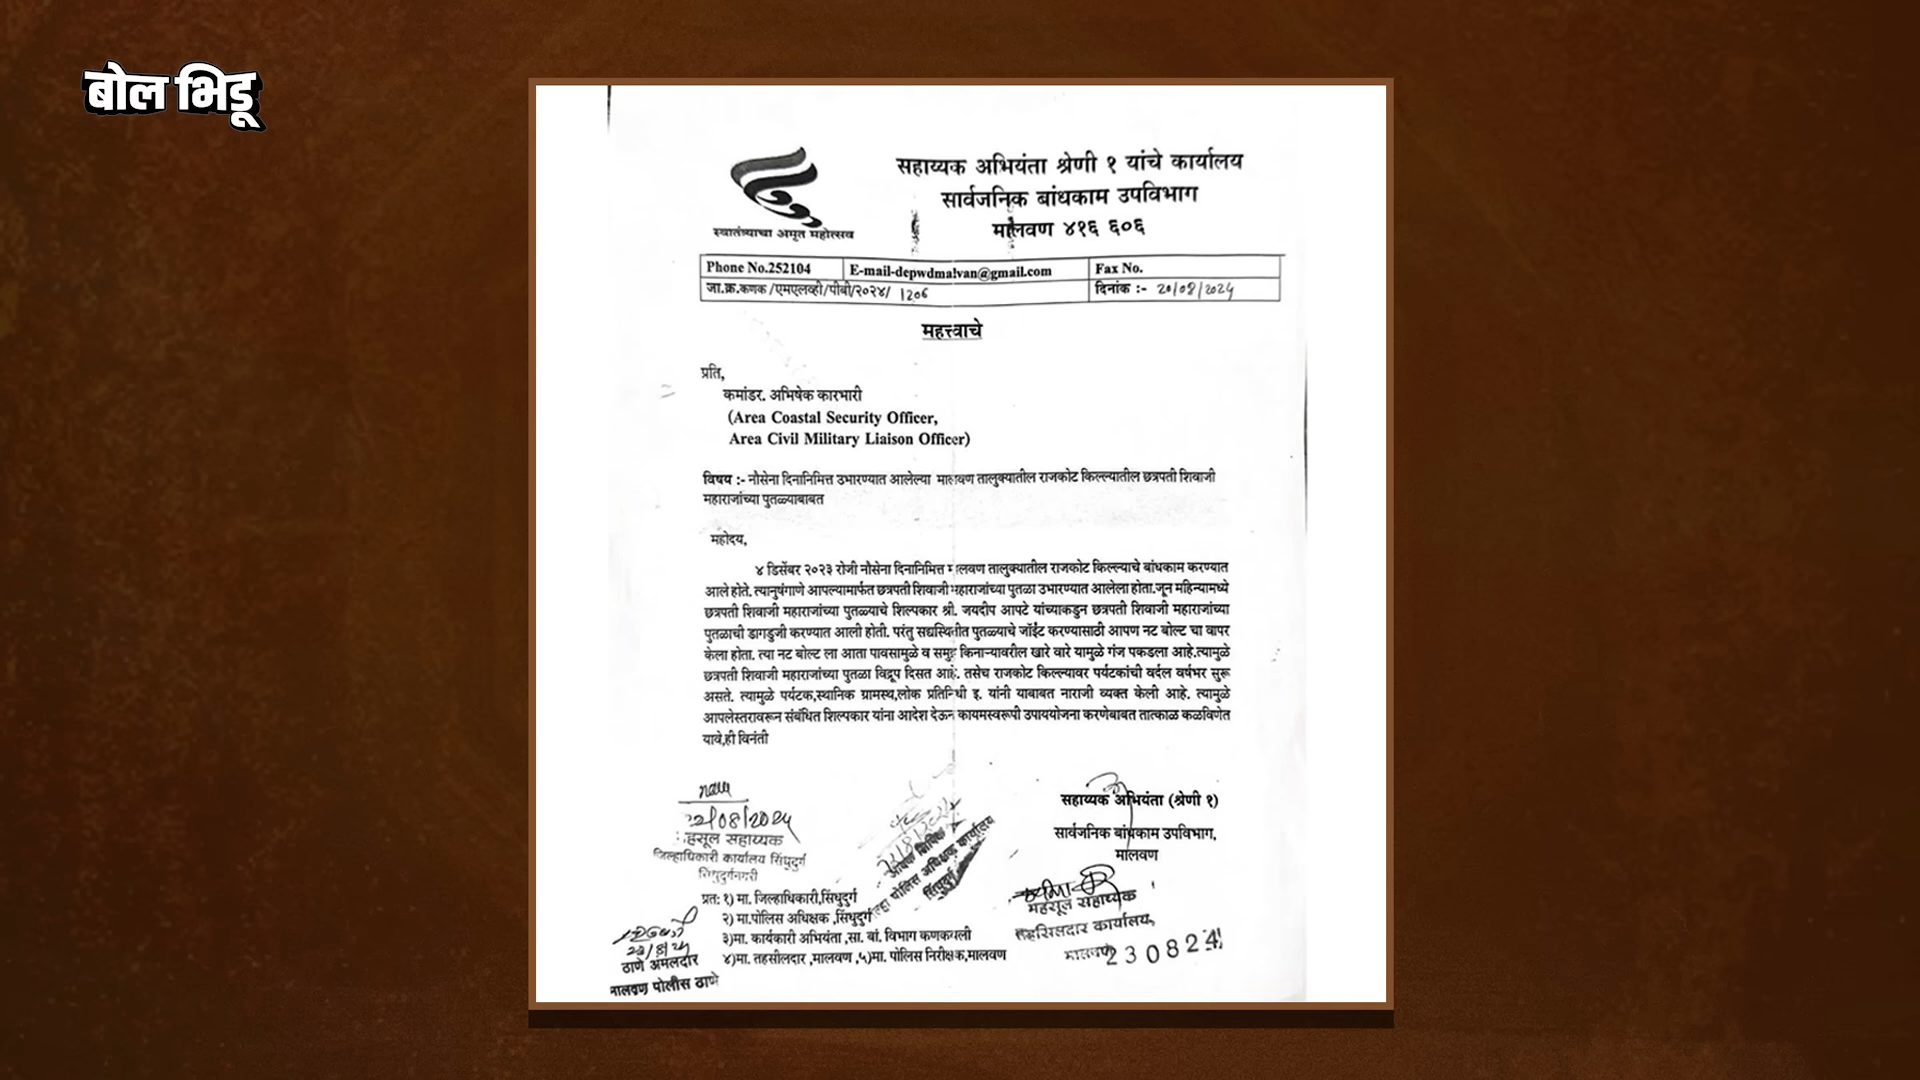 बोल भिडू
सहाय्यक अभियंता श्रेणी १ यांचे कार्यालय
सार्वजनिक बांधकाम उपविभाग
मालवण ४१६ ६०६
स्वातंत्र्याचा अमृत महोत्सव
Phone No.252104 E-mail-depwdmalvan@gmail.com Fax No.
जा.क्र.कणक/एमएलव्ही/पीबी/२०२४/ 1206 दिनांक :- 20/08/2024
महत्त्वाचे
प्रति,
कमांडर. अभिषेक कारभारी
(Area Coastal Security Officer,
Area Civil Military Liaison Officer)
विषय :- नौसेना दिनानिमित्त उभारण्यात आलेल्या मालवण तालुक्यातील राजकोट किल्ल्यातील छत्रपती शिवाजी
महाराजांच्या पुतळ्याबाबत
महोदय,
४ डिसेंबर २०२३ रोजी नौसेना दिनानिमित्त मालवण तालुक्यातील राजकोट किल्ल्याचे बांधकाम करण्यात
आले होते. त्यानुषंगाणे आपल्यामार्फत छत्रपती शिवाजी महाराजांच्या पुतळा उभारण्यात आलेला होता.जून महिन्यामध्ये
छत्रपती शिवाजी महाराजांच्या पुतळ्याचे शिल्पकार श्री. जयदीप आपटे यांच्याकडुन छत्रपती शिवाजी महाराजांच्या
पुतळाची डागडुजी करण्यात आली होती. परंतु सद्यस्थितीत पुतळ्याचे जॉईंट करण्यासाठी आपण नट बोल्ट चा वापर
केला होता. त्या नट बोल्ट ला आता पावसामुळे व समुद्र किनाऱ्यावरील खारे वारे यामुळे गंज पकडला आहे.त्यामुळे
छत्रपती शिवाजी महाराजांच्या पुतळा विद्रूप दिसत आहे. तसेच राजकोट किल्ल्यावर पर्यटकांची वर्दल वर्षभर सुरू
असते. त्यामुळे पर्यटक,स्थानिक ग्रामस्थ,लोक प्रतिनिधी इ. यांनी याबाबत नाराजी व्यक्त केली आहे. त्यामुळे
आपलेस्तरावरून संबंधित शिल्पकार यांना आदेश देऊन कायमस्वरूपी उपाययोजना करणेबाबत तात्काळ कळविणेत
यावे,ही विनंती
सहाय्यक अभियंता (श्रेणी १)
सार्वजनिक बांधकाम उपविभाग,
मालवण
22/08/2024
महसूल सहाय्यक
जिल्हाधिकारी कार्यालय सिंधुदुर्ग
सिंधुदुर्गनगरी
पोलिस अधिक्षक कार्यालय
सिंधुदुर्ग
प्रत: १) मा. जिल्हाधिकारी,सिंधुदुर्ग
२) मा.पोलिस अधिक्षक ,सिंधुदुर्ग
३)मा. कार्यकारी अभियंता ,सा. बां. विभाग कणकवली
४)मा. तहसीलदार ,मालवण ,५)मा. पोलिस निरीक्षक,मालवण
महसूल सहाय्यक
तहसिलदार कार्यालय,
मालवण
230824
ठाणे अंमलदार
मालवण पोलीस ठाणे